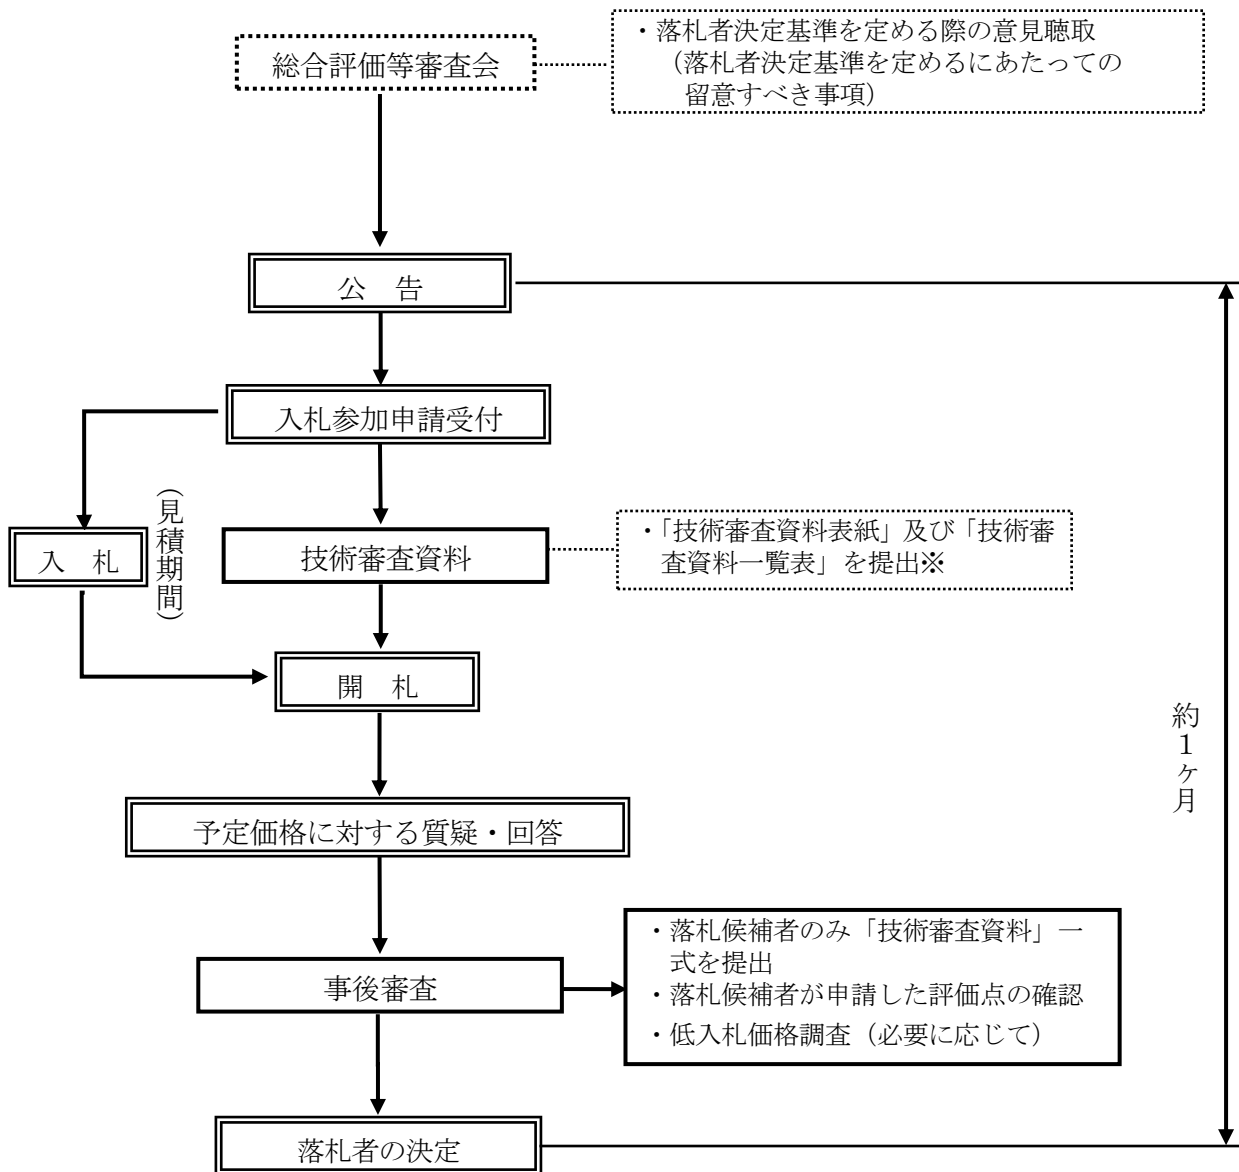 総合評価等審査会
・落札者決定基準を定める際の意見聴取
（落札者決定基準を定めるにあたっての
留意すべき事項）
公　告
入札参加申請受付
入　札
（見積期間）
技術審査資料
・「技術審査資料表紙」及び「技術審
査資料一覧表」を提出※
開　札
約１ヶ月
予定価格に対する質疑・回答
事後審査
・落札候補者のみ「技術審査資料」一
式を提出
・落札候補者が申請した評価点の確認
・低入札価格調査（必要に応じて）
落札者の決定